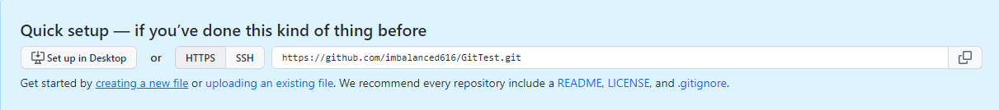 Quick setup — if you’ve done this kind of thing before
Set up in Desktop or HTTPS SSH https://github.com/imbalanced616/GitTest.git
Get started by creating a new file or uploading an existing file. We recommend every repository include a README, LICENSE, and .gitignore.